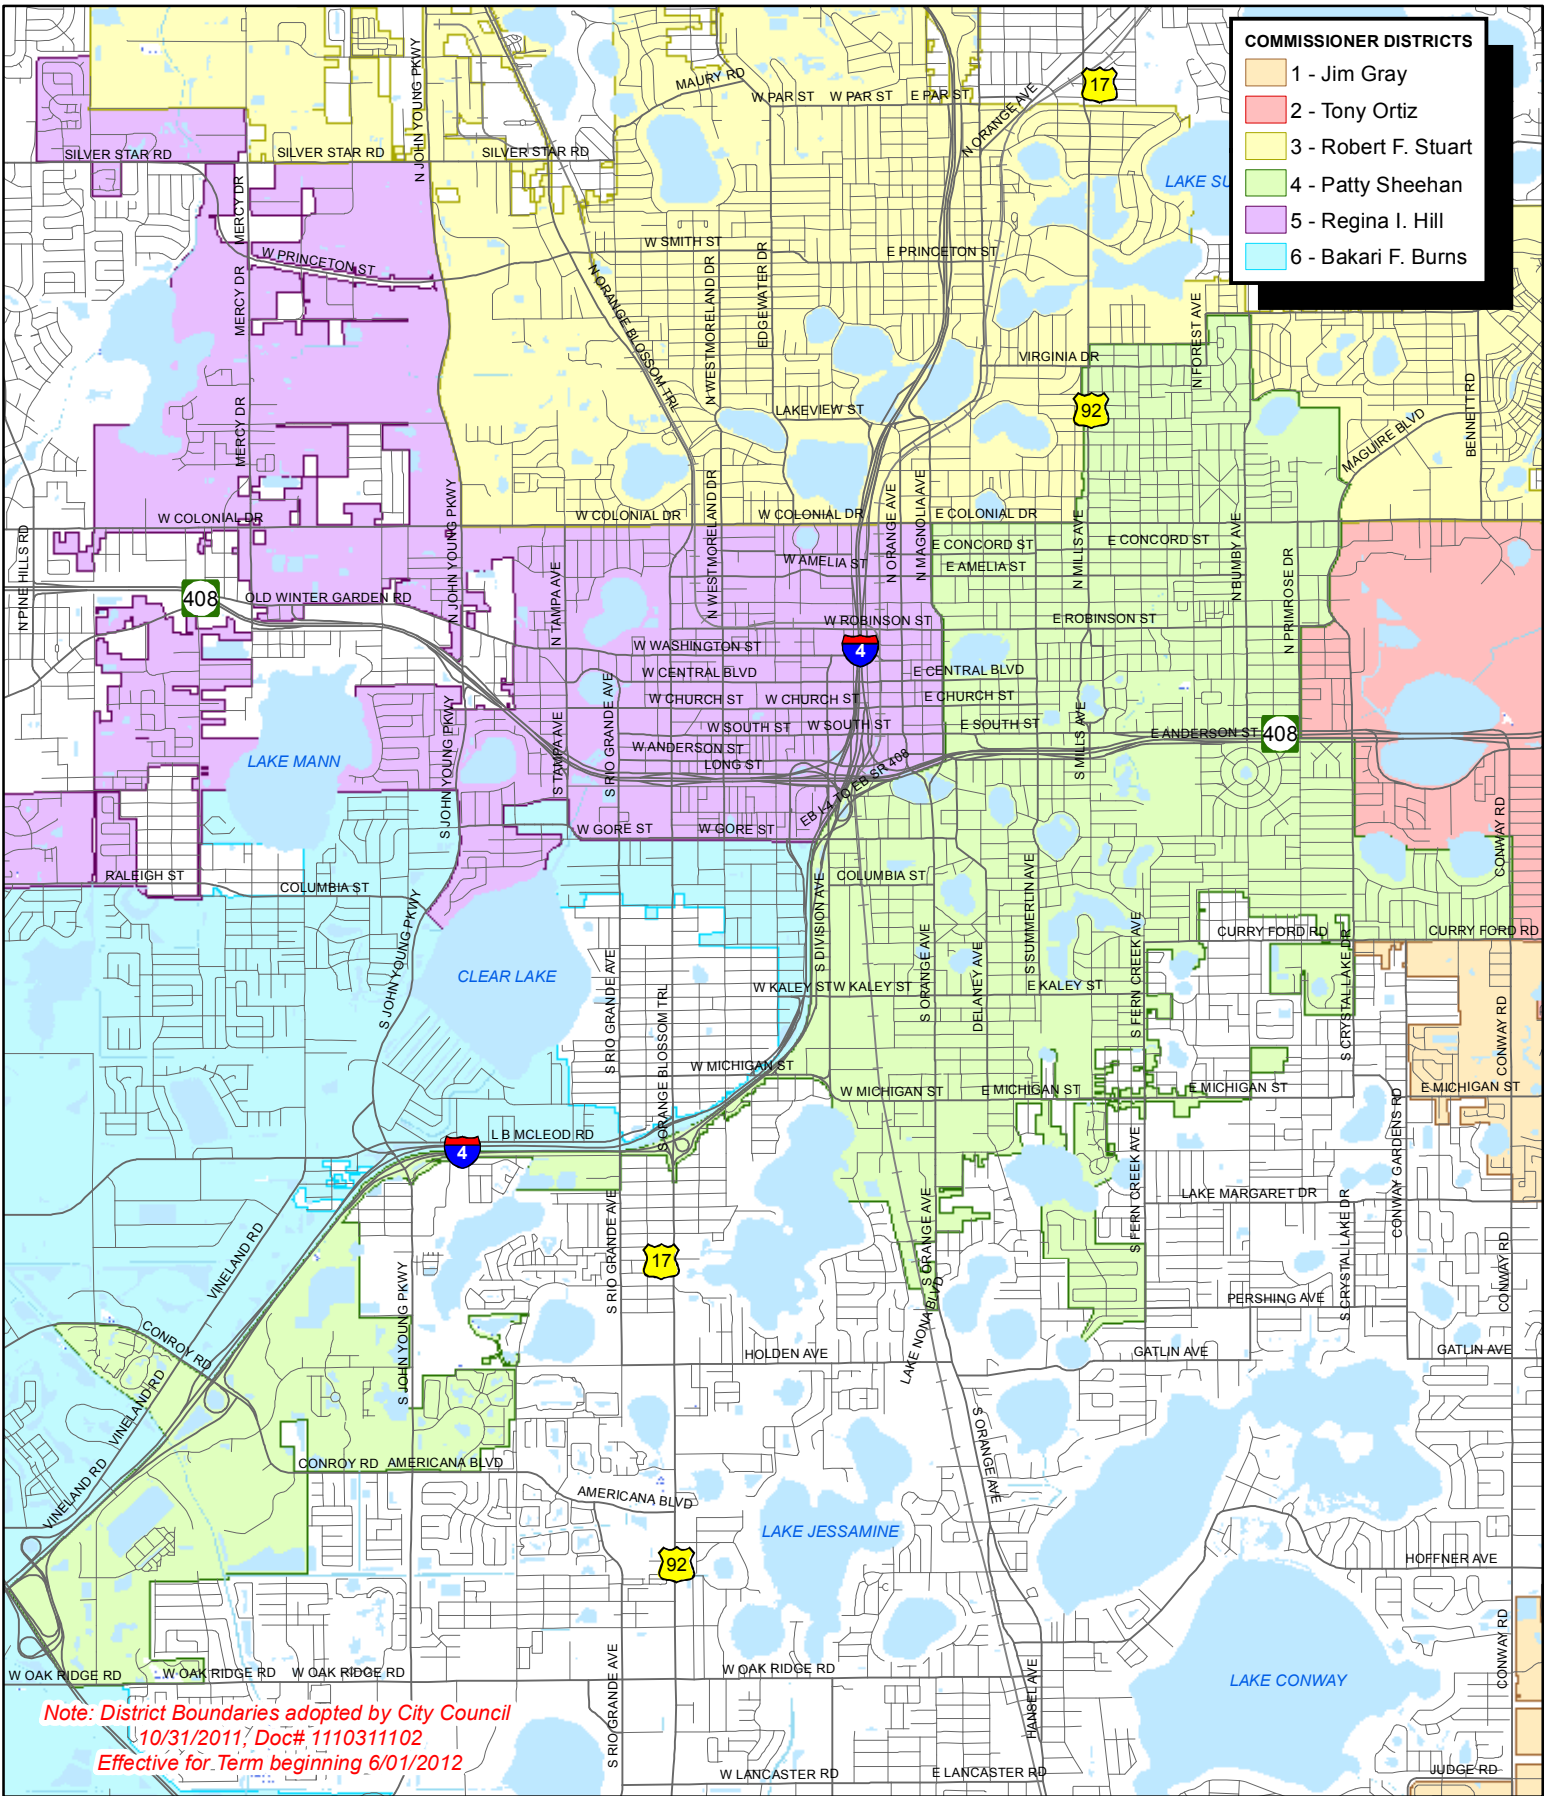 COMMISSIONER DISTRICTS
1 - Jim Gray
2 - Tony Ortiz
3 - Robert F. Stuart
4 - Patty Sheehan
5 - Regina I. Hill
6 - Bakari F. Burns
17
MAURY RD
W PAR ST
W PAR ST
E PAR ST
N ORANGE AVE
N JOHN YOUNG PKWY
SILVER STAR RD
SILVER STAR RD
SILVER STAR RD
LAKE SU
MERCY DR
W PRINCETON ST
W SMITH ST
E PRINCETON ST
MERCY DR
N ORANGE BLOSSOM TRL
N WESTMORELAND DR
EDGEWATER DR
N FOREST AVE
VIRGINIA DR
92
LAKEVIEW ST
BENNETT RD
MAGUIRE BLVD
MERCY DR
W COLONIAL DR
W COLONIAL DR
W COLONIAL DR
E COLONIAL DR
N PINE HILLS RD
N JOHN YOUNG PKWY
N WESTMORELAND DR
N ORANGE AVE
N MAGNOLIA AVE
N MILLS AVE
N BUMBY AVE
N PRIMROSE DR
E CONCORD ST
E CONCORD ST
W AMELIA ST
E AMELIA ST
N TAMPA AVE
408
OLD WINTER GARDEN RD
W ROBINSON ST
E ROBINSON ST
4
W WASHINGTON ST
W CENTRAL BLVD
E CENTRAL BLVD
W CHURCH ST
W CHURCH ST
E CHURCH ST
W SOUTH ST
W SOUTH ST
E SOUTH ST
W ANDERSON ST
E ANDERSON ST
408
LONG ST
LAKE MANN
S JOHN YOUNG PKWY
S TAMPA AVE
S RIO GRANDE AVE
S MILLS AVE
EB I-4 TO EB SR 408
W GORE ST
W GORE ST
CONWAY RD
RALEIGH ST
COLUMBIA ST
COLUMBIA ST
S JOHN YOUNG PKWY
CLEAR LAKE
S DIVISION AVE
S SUMMERLIN AVE
CURRY FORD RD
CURRY FORD RD
S RIO GRANDE AVE
S ORANGE BLOSSOM TRL
S ORANGE AVE
DELANEY AVE
S FERN CREEK AVE
S CRYSTAL LAKE DR
CONWAY RD
W KALEY ST
W KALEY ST
E KALEY ST
W MICHIGAN ST
W MICHIGAN ST
E MICHIGAN ST
E MICHIGAN ST
E MICHIGAN ST
L B MCLEOD RD
4
S FERN CREEK AVE
CONWAY GARDENS RD
LAKE MARGARET DR
S RIO GRANDE AVE
S ORANGE AVE
S CRYSTAL LAKE DR
CONWAY RD
VINELAND RD
17
S JOHN YOUNG PKWY
PERSHING AVE
CONROY RD
LAKE NONA BLVD
HOLDEN AVE
GATLIN AVE
GATLIN AVE
VINELAND RD
S ORANGE AVE
CONROY RD
AMERICANA BLVD
VINELAND RD
AMERICANA BLVD
LAKE JESSAMINE
92
HOFFNER AVE
CONWAY RD
W OAK RIDGE RD
W OAK RIDGE RD
W OAK RIDGE RD
W OAK RIDGE RD
S RIO GRANDE AVE
HANSEL AVE
LAKE CONWAY
Note: District Boundaries adopted by City Council
10/31/2011, Doc# 1110311102
Effective for Term beginning 6/01/2012
W LANCASTER RD
E LANCASTER RD
JUDGE RD